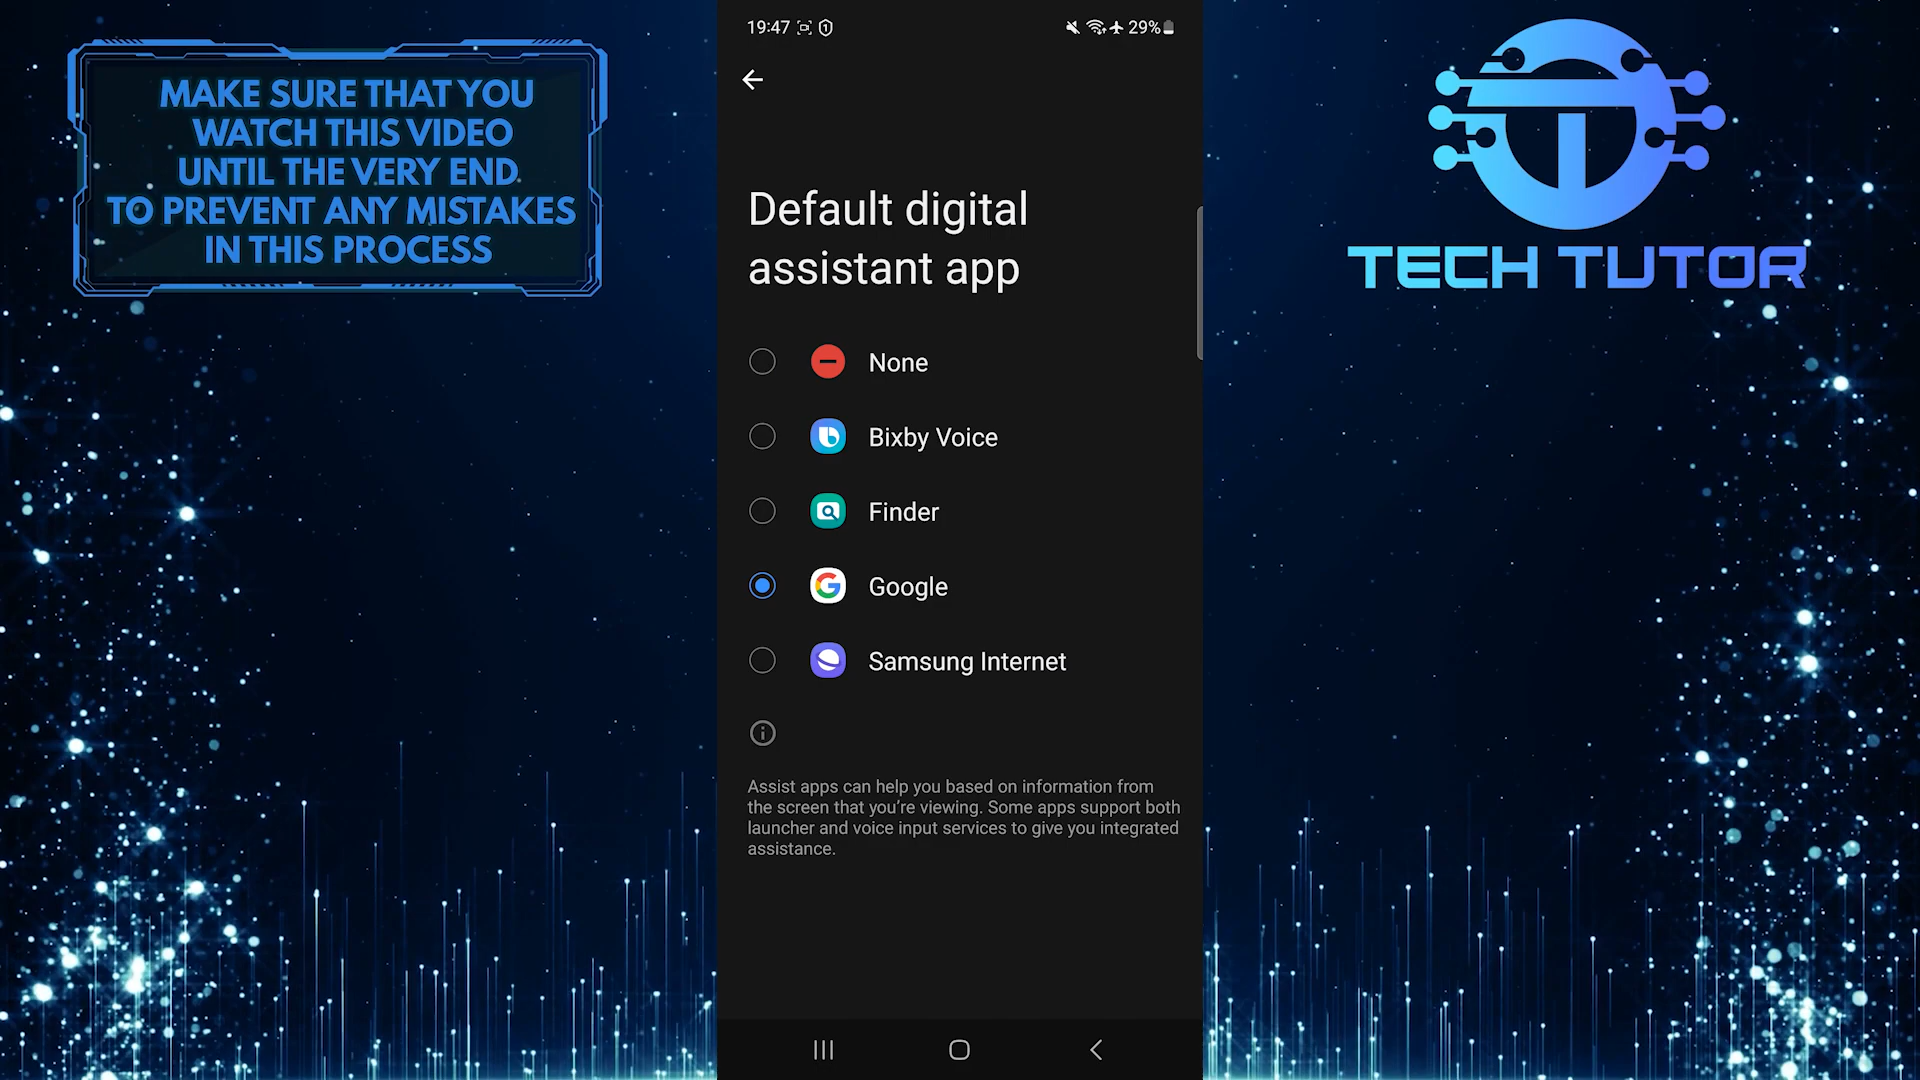 MAKE SURE THAT YOU
WATCH THIS VIDEO
UNTIL THE VERY END
TO PREVENT ANY MISTAKES
IN THIS PROCESS
19:47
29%
Default digital
assistant app
None
Bixby Voice
Finder
Google
Samsung Internet
Assist apps can help you based on information from
the screen that you’re viewing. Some apps support both
launcher and voice input services to give you integrated
assistance.
TECH TUTOR